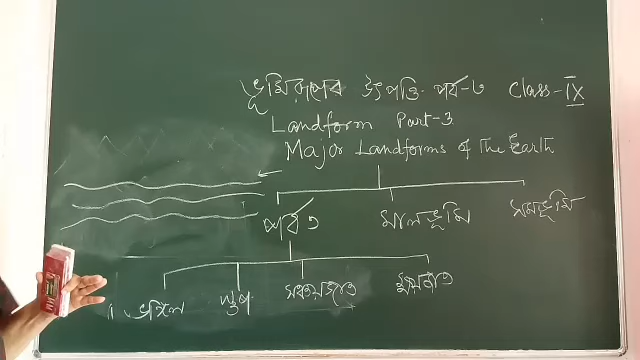 ভূমিরূপের উৎপত্তি পর্ব-৩ Class-IX
Landform Part-3
Major Landforms of The Earth
পর্বত মালভূমি সমভূমি
ভঙ্গিল স্তূপ সঞ্চয়জাত ক্ষয়জাত